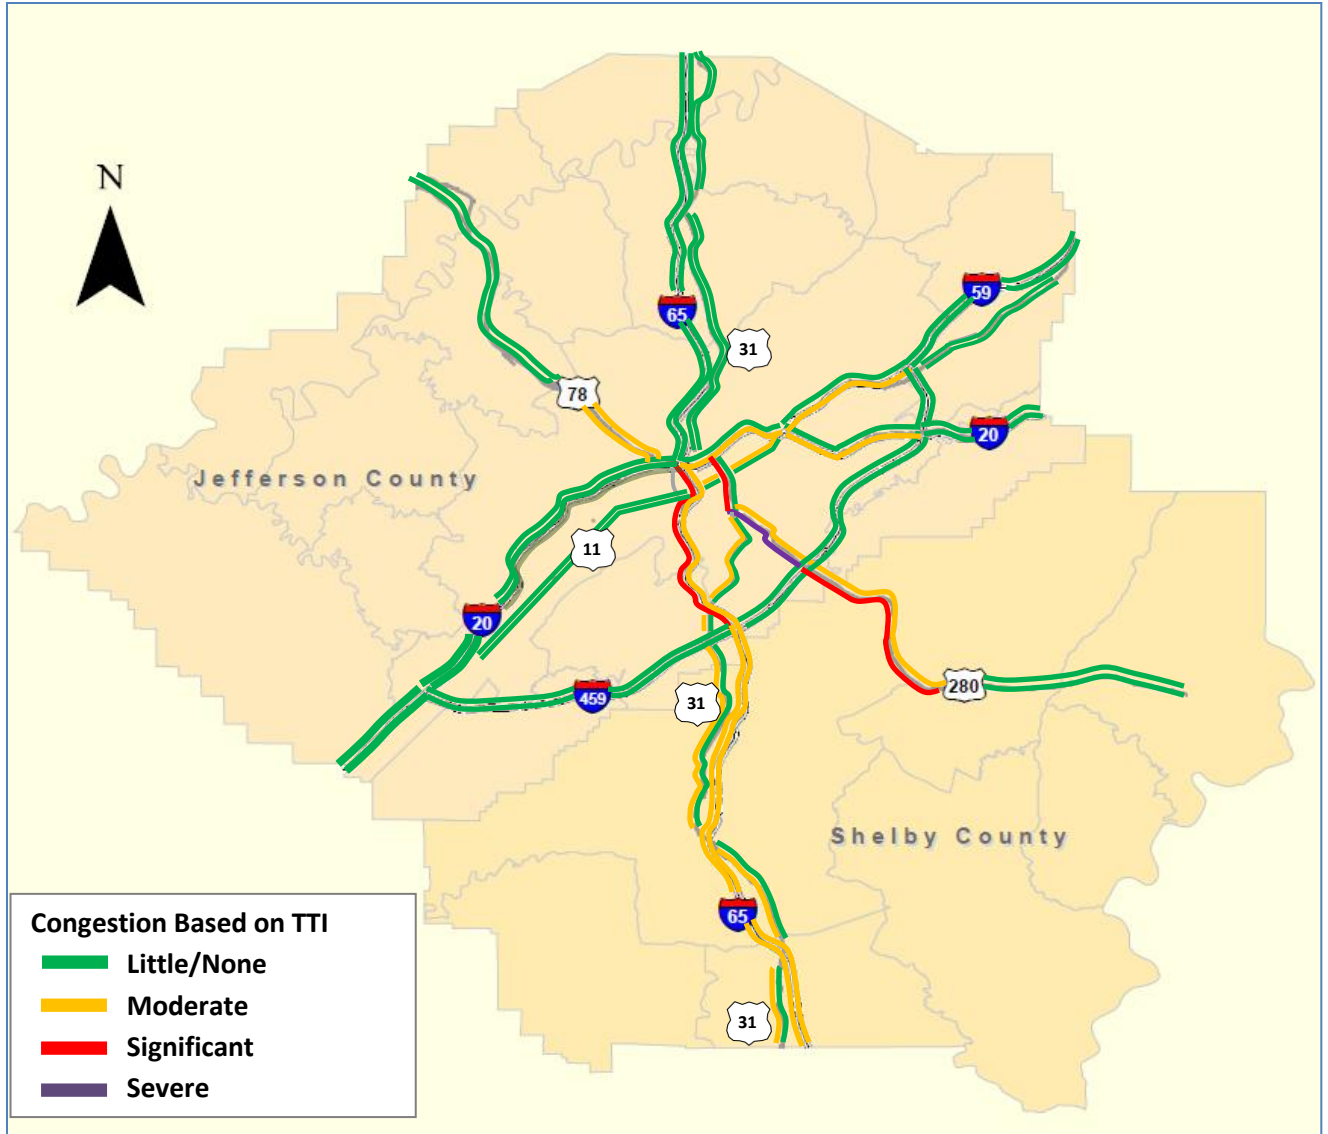 N
65
31
59
78
20
Jefferson County
11
20
459
31
280
Shelby County
65
31
Congestion Based on TTI
Little/None
Moderate
Significant
Severe